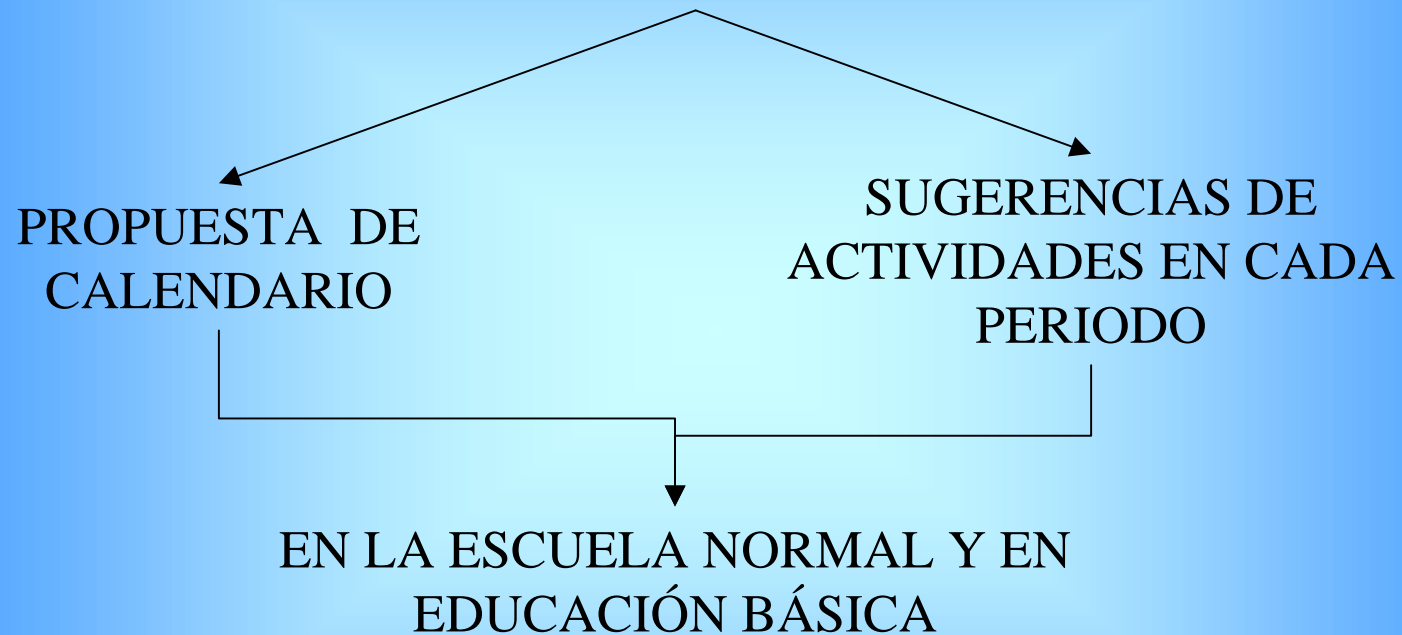 PROPUESTA DE
CALENDARIO
SUGERENCIAS DE
ACTIVIDADES EN CADA
PERIODO
EN LA ESCUELA NORMAL Y EN
EDUCACIÓN BÁSICA